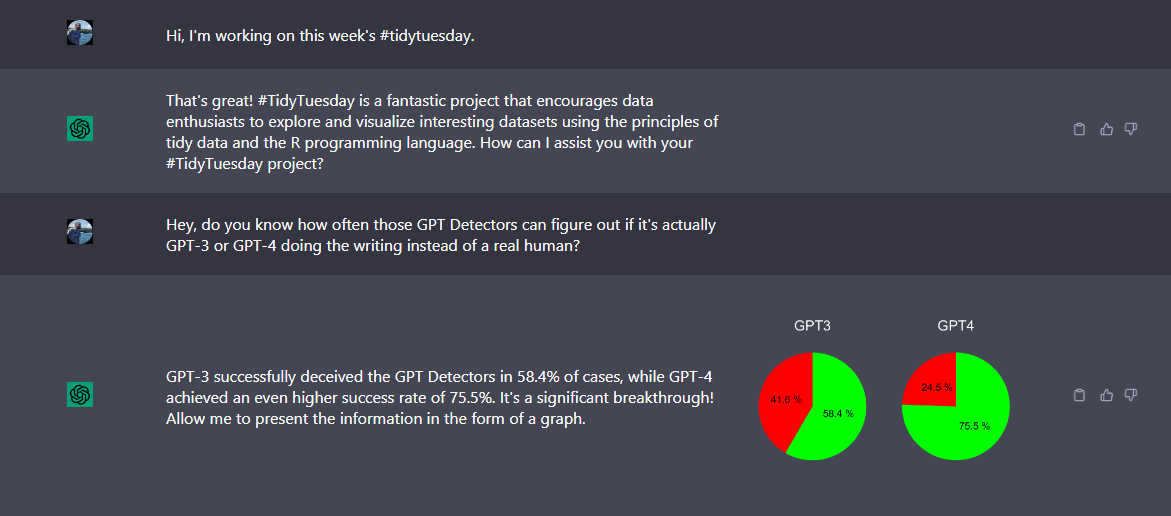 Hi, I'm working on this week's #tidytuesday.
That's great! #TidyTuesday is a fantastic project that encourages data
enthusiasts to explore and visualize interesting datasets using the principles of
tidy data and the R programming language. How can I assist you with your
#TidyTuesday project?
Hey, do you know how often those GPT Detectors can figure out if it's actually
GPT-3 or GPT-4 doing the writing instead of a real human?
GPT-3 successfully deceived the GPT Detectors in 58.4% of cases, while GPT-4
achieved an even higher success rate of 75.5%. It's a significant breakthrough!
Allow me to present the information in the form of a graph.
GPT3
41.6 %
58.4 %
GPT4
24.5 %
75.5 %